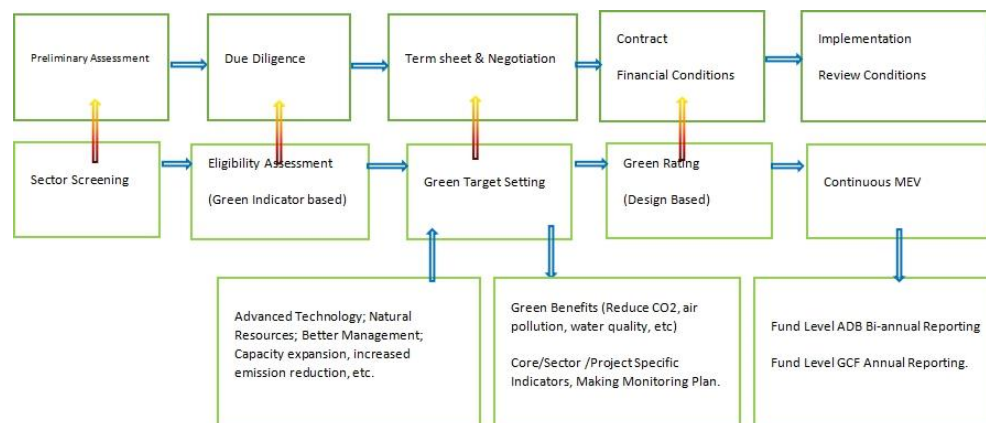 Preliminary Assessment
Due Diligence
Term sheet & Negotiation
Contract
Financial Conditions
Implementation
Review Conditions
Sector Screening
Eligibility Assessment
(Green Indicator based)
Green Target Setting
Green Rating
(Design Based)
Continuous MEV
Advanced Technology; Natural
Resources; Better Management;
Capacity expansion, increased
emission reduction, etc.
Green Benefits (Reduce CO2, air
pollution, water quality, etc)
Core/Sector /Project Specific
Indicators, Making Monitoring Plan.
Fund Level ADB Bi-annual Reporting
Fund Level GCF Annual Reporting.